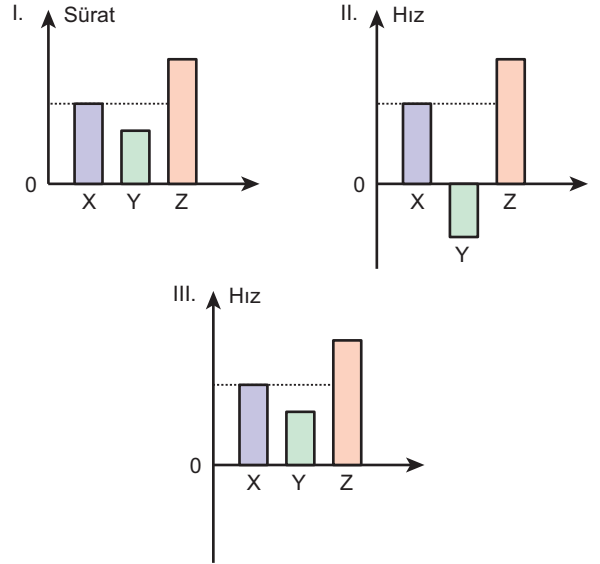 I. Sürat
0
X Y Z
II. Hız
0
X Z
Y
III. Hız
0
X Y Z